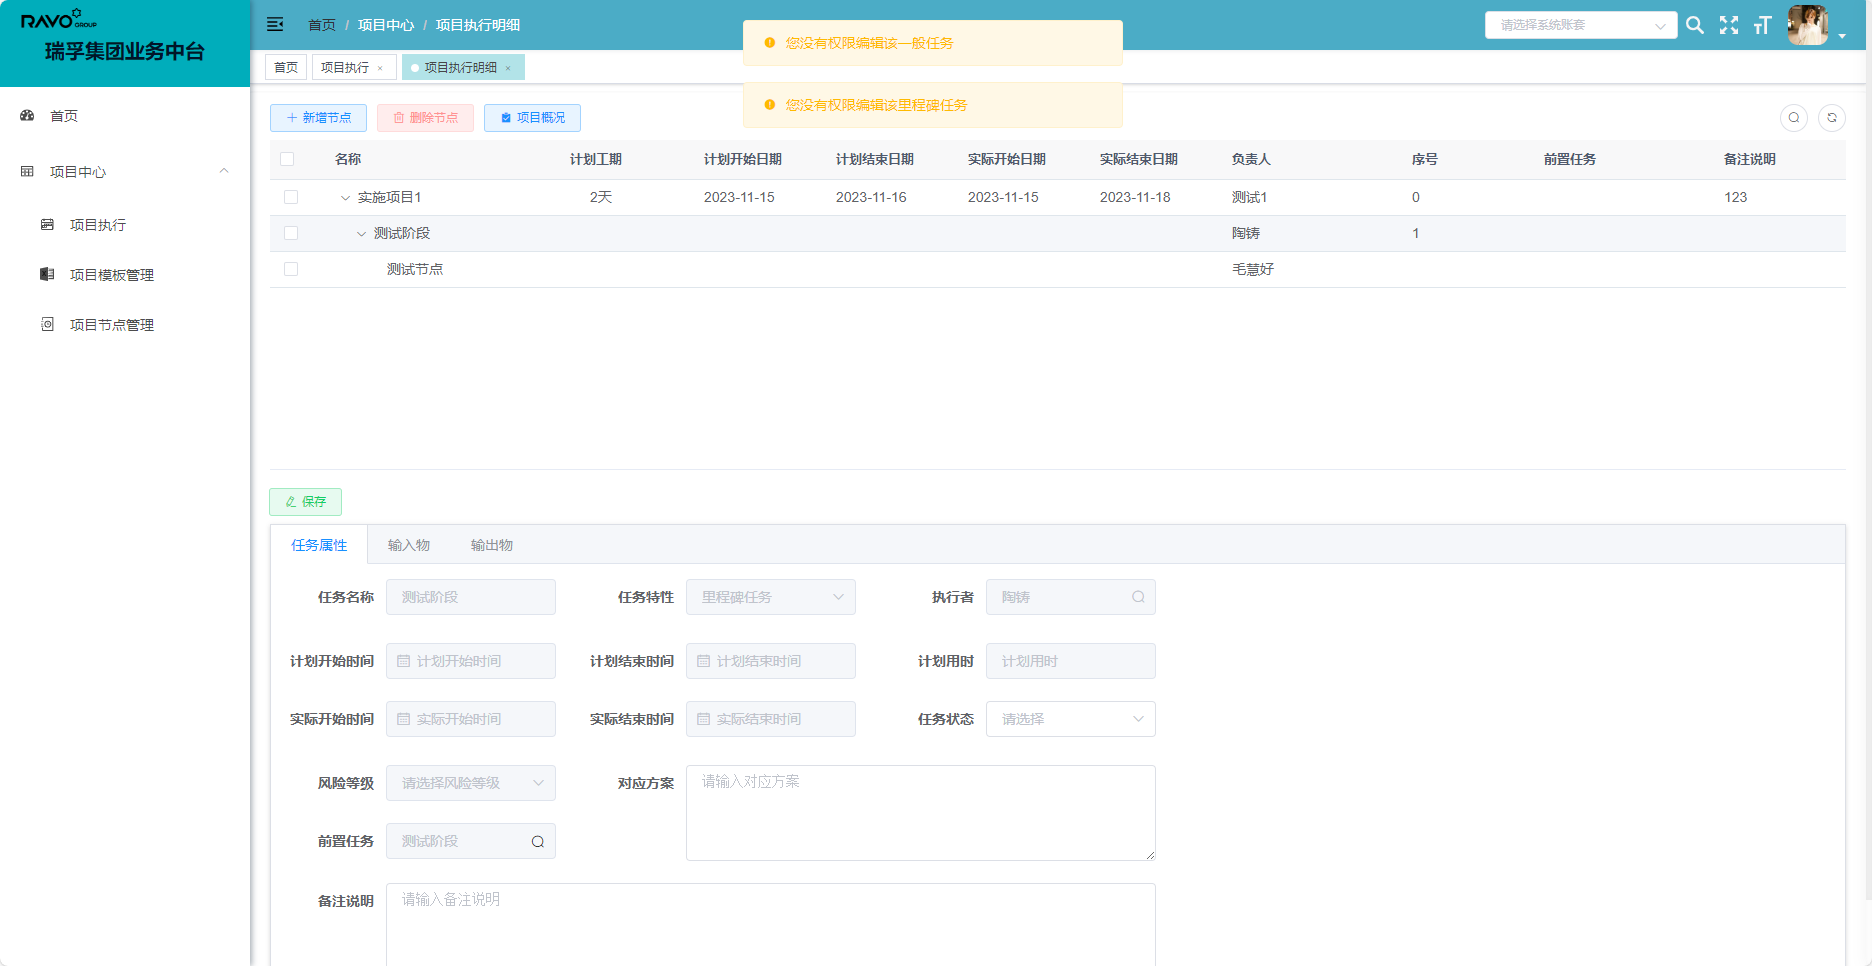 RAVO GROUP
瑞孚集团业务中台
首页 / 项目中心 / 项目执行明细
请选择系统账套
您没有权限编辑该一般任务
您没有权限编辑该里程碑任务
首页
项目执行 ×
项目执行明细 ×
首页
项目中心
项目执行
项目模板管理
项目节点管理
新增节点
删除节点
项目概况
名称 计划工期 计划开始日期 计划结束日期 实际开始日期 实际结束日期 负责人 序号 前置任务 备注说明
实施项目1 2天 2023-11-15 2023-11-16 2023-11-15 2023-11-18 测试1 0 123
测试阶段 陶铸 1
测试节点 毛慧好
保存
任务属性 输入物 输出物
任务名称 测试阶段 任务特性 里程碑任务 执行者 陶铸
计划开始时间 计划开始时间 计划结束时间 计划结束时间 计划用时 计划用时
实际开始时间 实际开始时间 实际结束时间 实际结束时间 任务状态 请选择
风险等级 请选择风险等级 对应方案 请输入对应方案
前置任务 测试阶段
备注说明 请输入备注说明